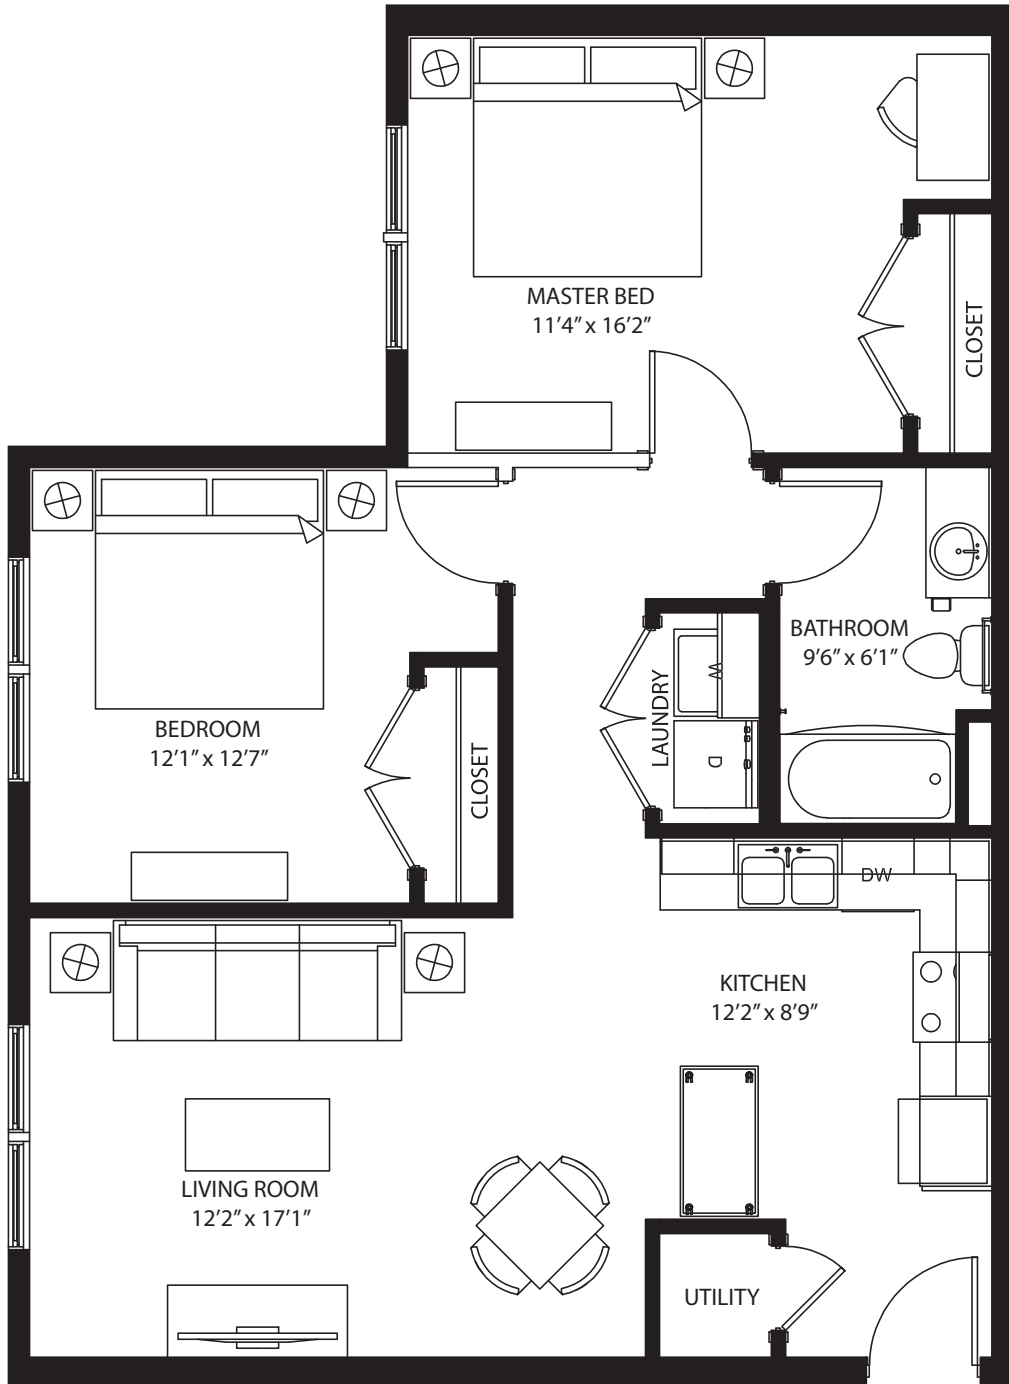 MASTER BED
11’4” x 16’2”
CLOSET
BATHROOM
9’6” x 6’1”
LAUNDRY
W
D
BEDROOM
12’1” x 12’7”
CLOSET
DW
KITCHEN
12’2” x 8’9”
LIVING ROOM
12’2” x 17’1”
UTILITY